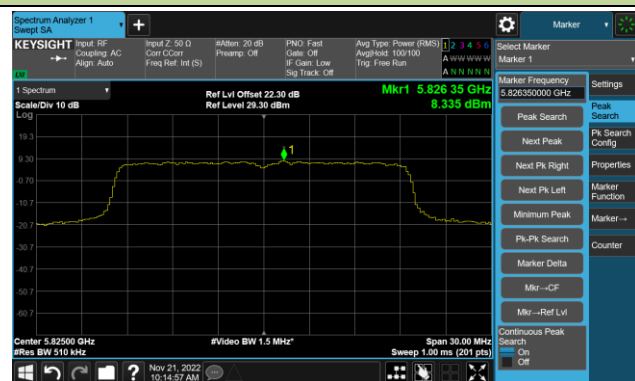 Spectrum Analyzer 1
Swept SA
Marker
KEYSIGHT
Input: RF
Coupling: AC
Align: Auto
Input Z: 50 Ω
Corr CCorr
Freq Ref: Int (S)
#Atten: 20 dB
Preamp: Off
PNO: Fast
Gate: Off
IF Gain: Low
Sig Track: Off
Avg Type: Power (RMS)
Avg|Hold: 100/100
Trig: Free Run
1 2 3 4 5 6
A W W W W W
A N N N N N
LXI
Select Marker
Marker 1
Marker Frequency
5.826350000 GHz
Settings
Peak Search
Peak
Search
Next Peak
Pk Search
Config
Next Pk Right
Properties
Next Pk Left
Marker
Function
Minimum Peak
Marker→
Pk-Pk Search
Counter
Marker Delta
Mkr→CF
Mkr→Ref Lvl
Continuous Peak
Search
On
Off
1 Spectrum
Scale/Div 10 dB
Log
Ref Lvl Offset 22.30 dB
Ref Level 29.30 dBm
Mkr1 5.826 35 GHz
8.335 dBm
19.3
9.30
-0.70
-10.7
-20.7
-30.7
-40.7
-50.7
-60.7
1
Center 5.82500 GHz
#Res BW 510 kHz
#Video BW 1.5 MHz*
Span 30.00 MHz
Sweep 1.00 ms (201 pts)
Nov 21, 2022
10:14:57 AM